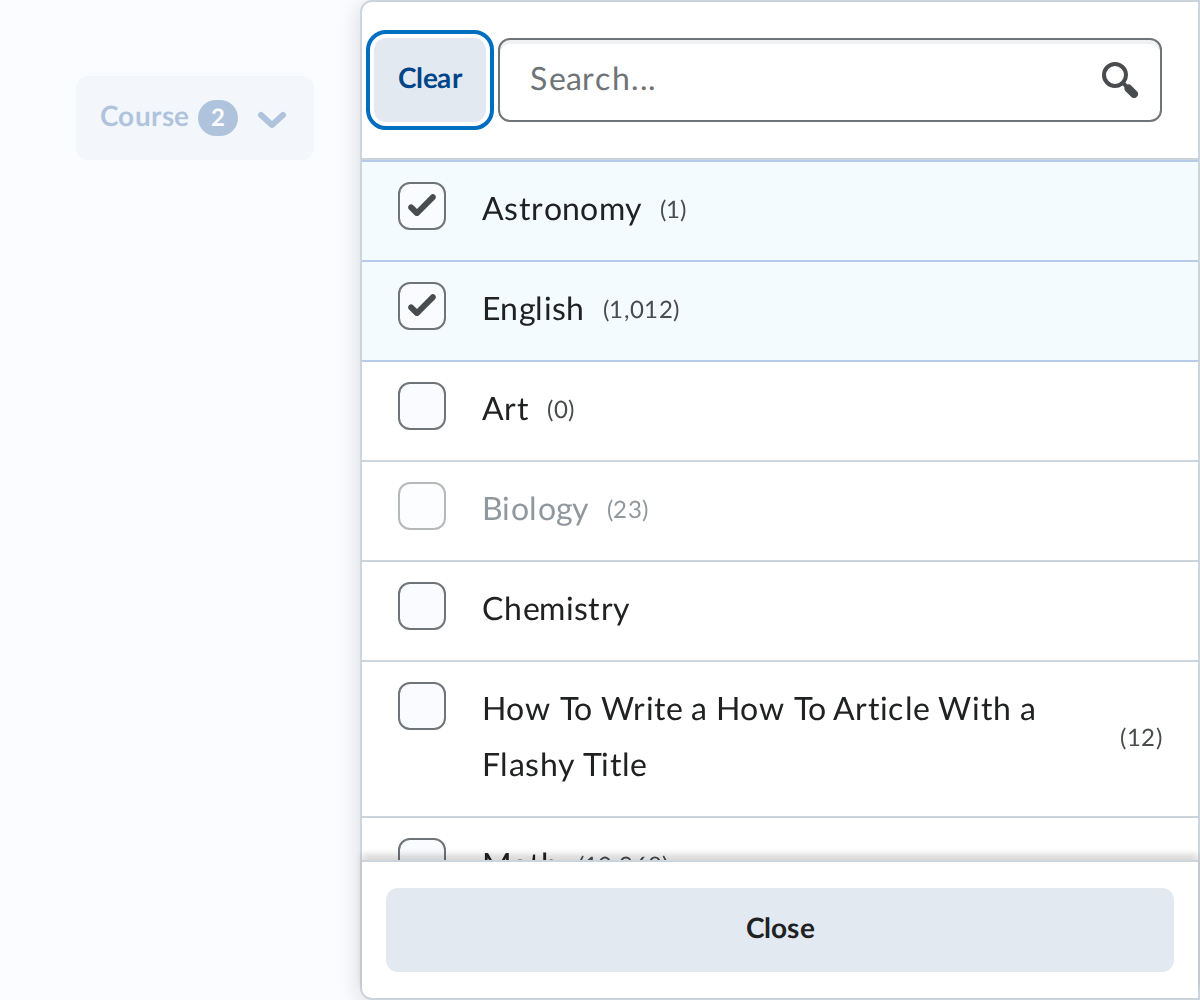 Course 2
Clear
Search...
Astronomy (1)
English (1,012)
Art (0)
Biology (23)
Chemistry
How To Write a How To Article With a
Flashy Title
(12)
Math
Close